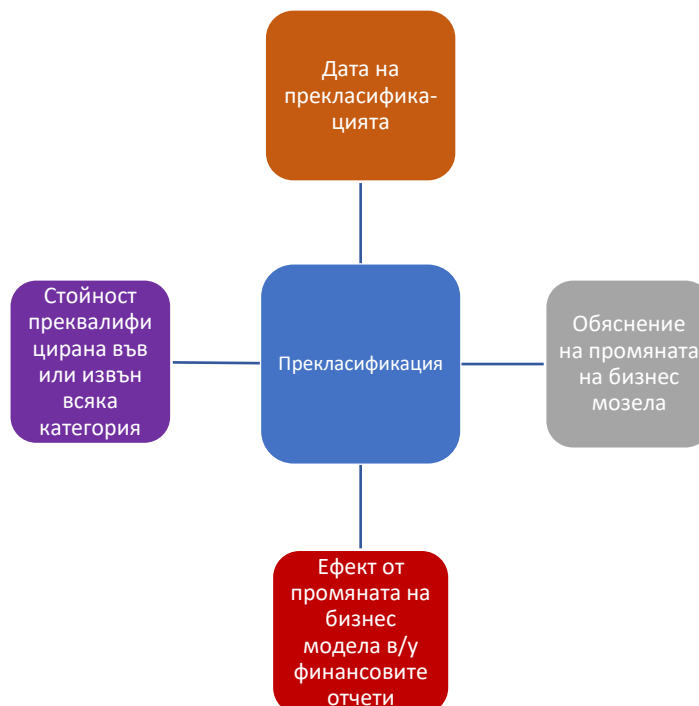 Дата на
прекласифика-
цията
Стойност
преквалифи
цирана във
или извън
всяка
категория
Прекласификация
Обяснение
на промяната
на бизнес
мозела
Ефект от
промяната на
бизнес
модела в/у
финансовите
отчети